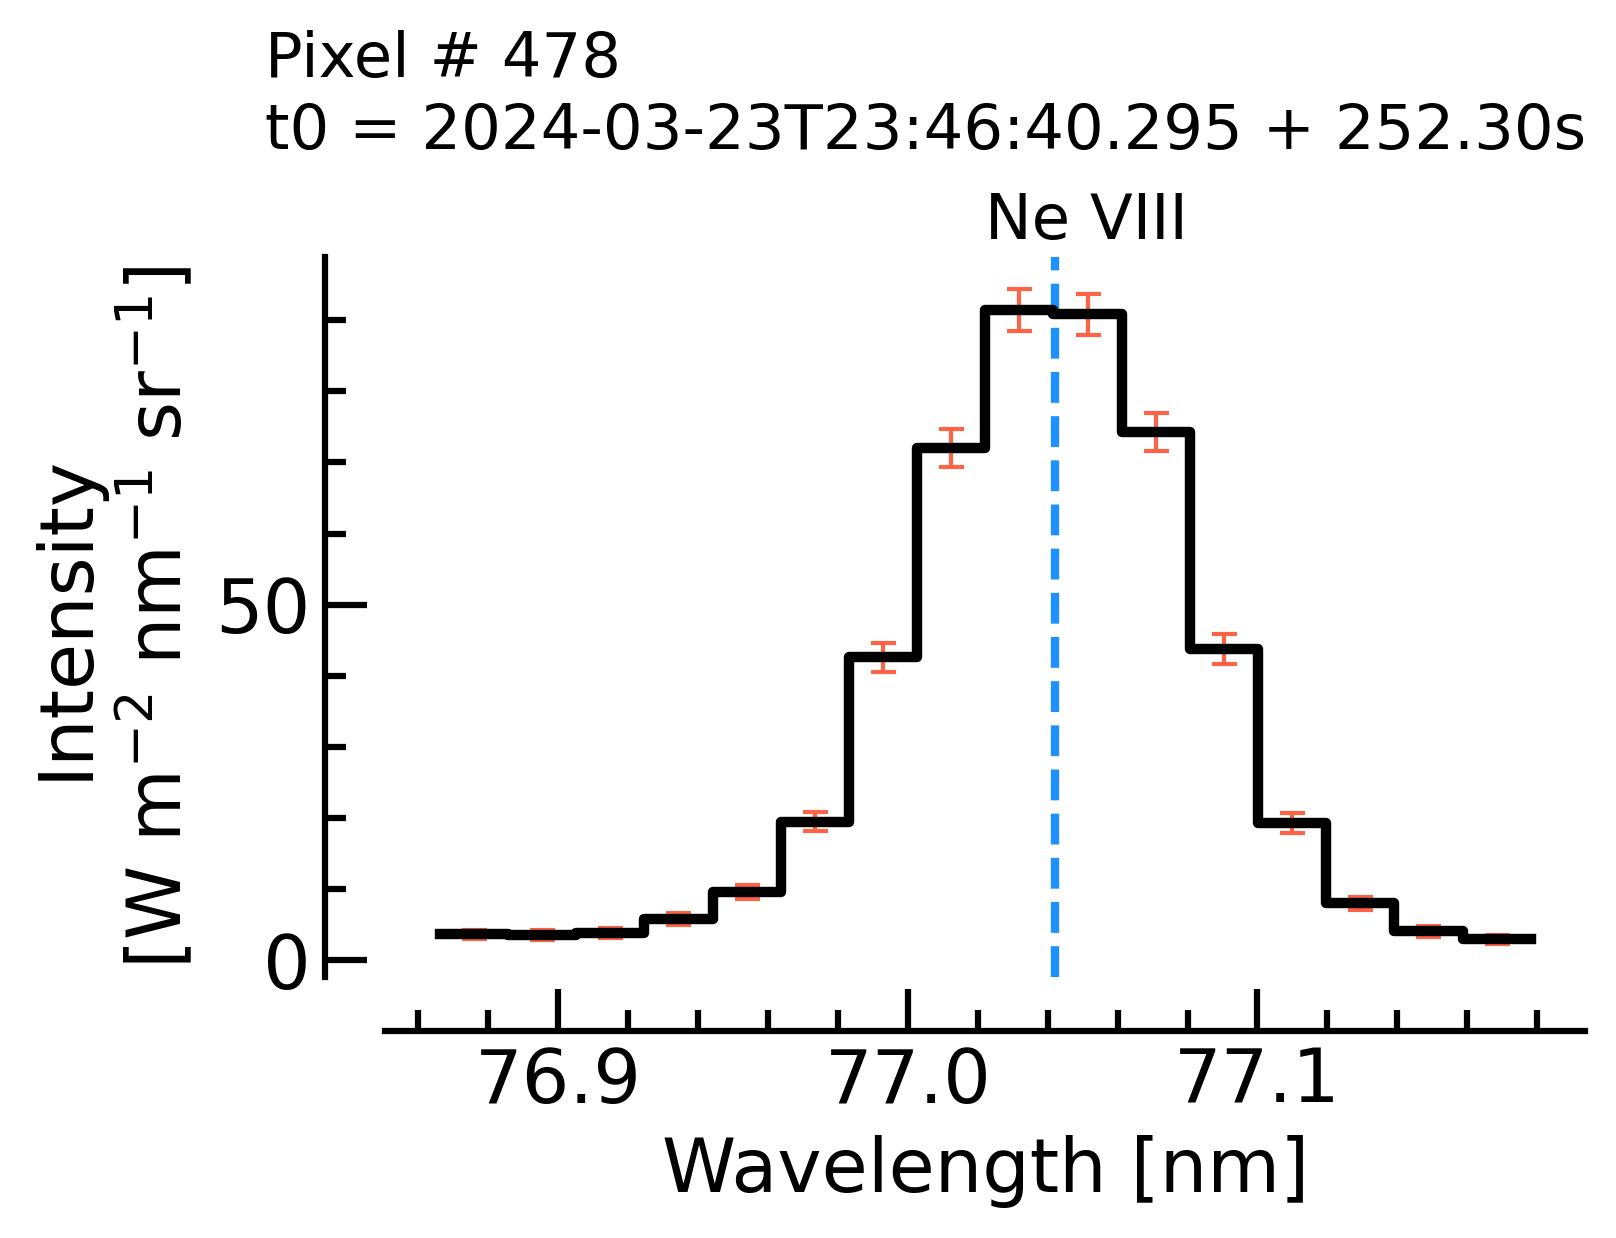 Pixel # 478
t0 = 2024-03-23T23:46:40.295 + 252.30s
Ne VIII
Intensity
[W m⁻² nm⁻¹ sr⁻¹]
50
0
76.9 77.0 77.1
Wavelength [nm]